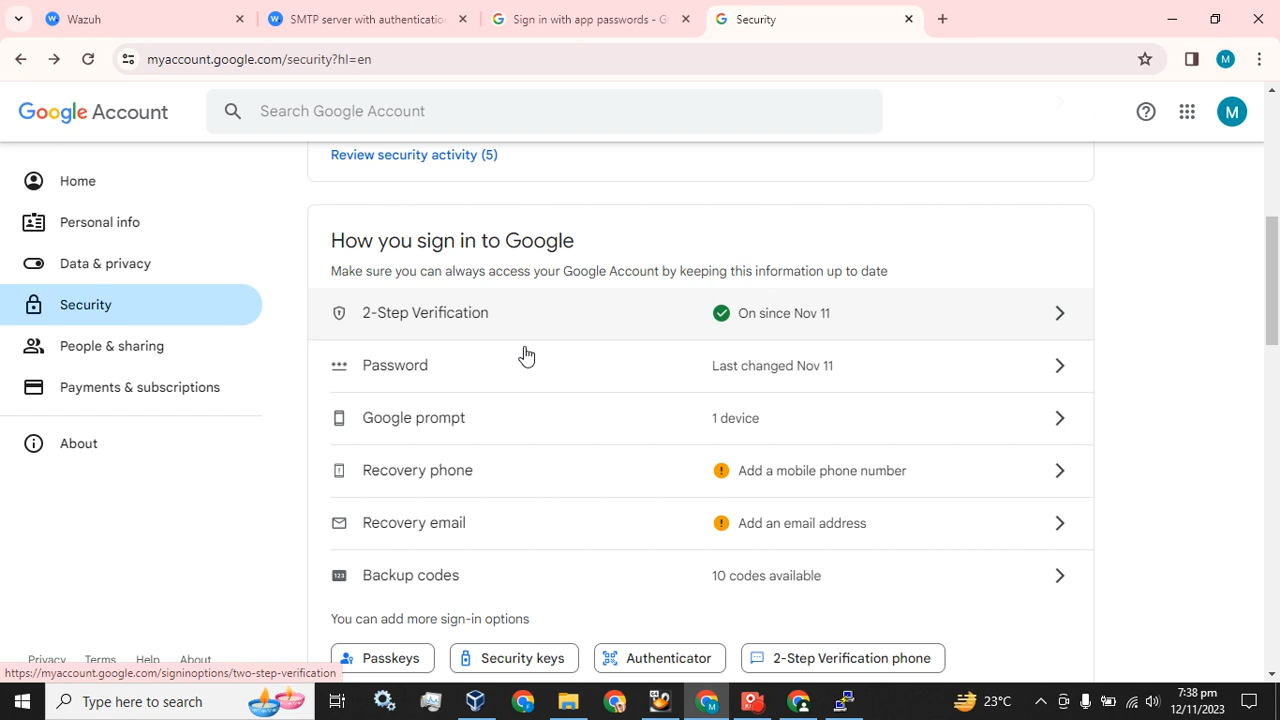 Wazuh
SMTP server with authenticatio
Sign in with app passwords - G
Security
myaccount.google.com/security?hl=en
M
Google Account
Search Google Account
M
Review security activity (5)
Home
Personal info
Data & privacy
Security
People & sharing
Payments & subscriptions
About
How you sign in to Google
Make sure you can always access your Google Account by keeping this information up to date
2-Step Verification
On since Nov 11
Password
Last changed Nov 11
Google prompt
1 device
Recovery phone
Add a mobile phone number
Recovery email
Add an email address
Backup codes
10 codes available
You can add more sign-in options
Passkeys
Security keys
Authenticator
2-Step Verification phone
Privacy Terms Help About
https://myaccount.google.com/signinoptions/two-step-verification
Type here to search
23°C
7:38 pm
12/11/2023